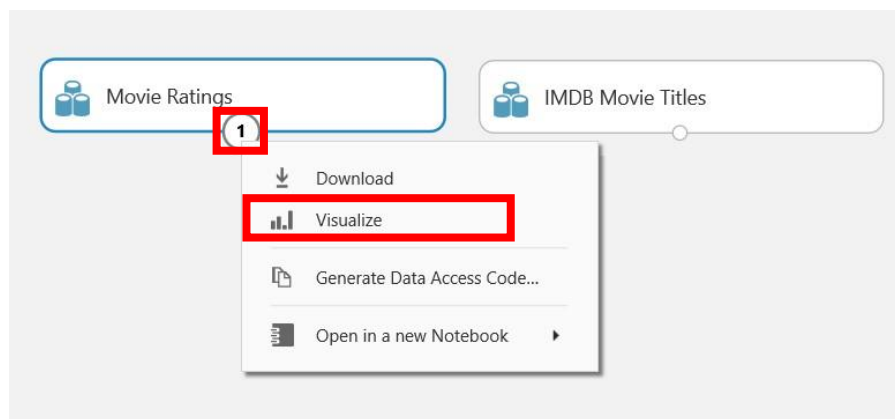 Movie Ratings
IMDB Movie Titles
1
Download
Visualize
Generate Data Access Code...
Open in a new Notebook